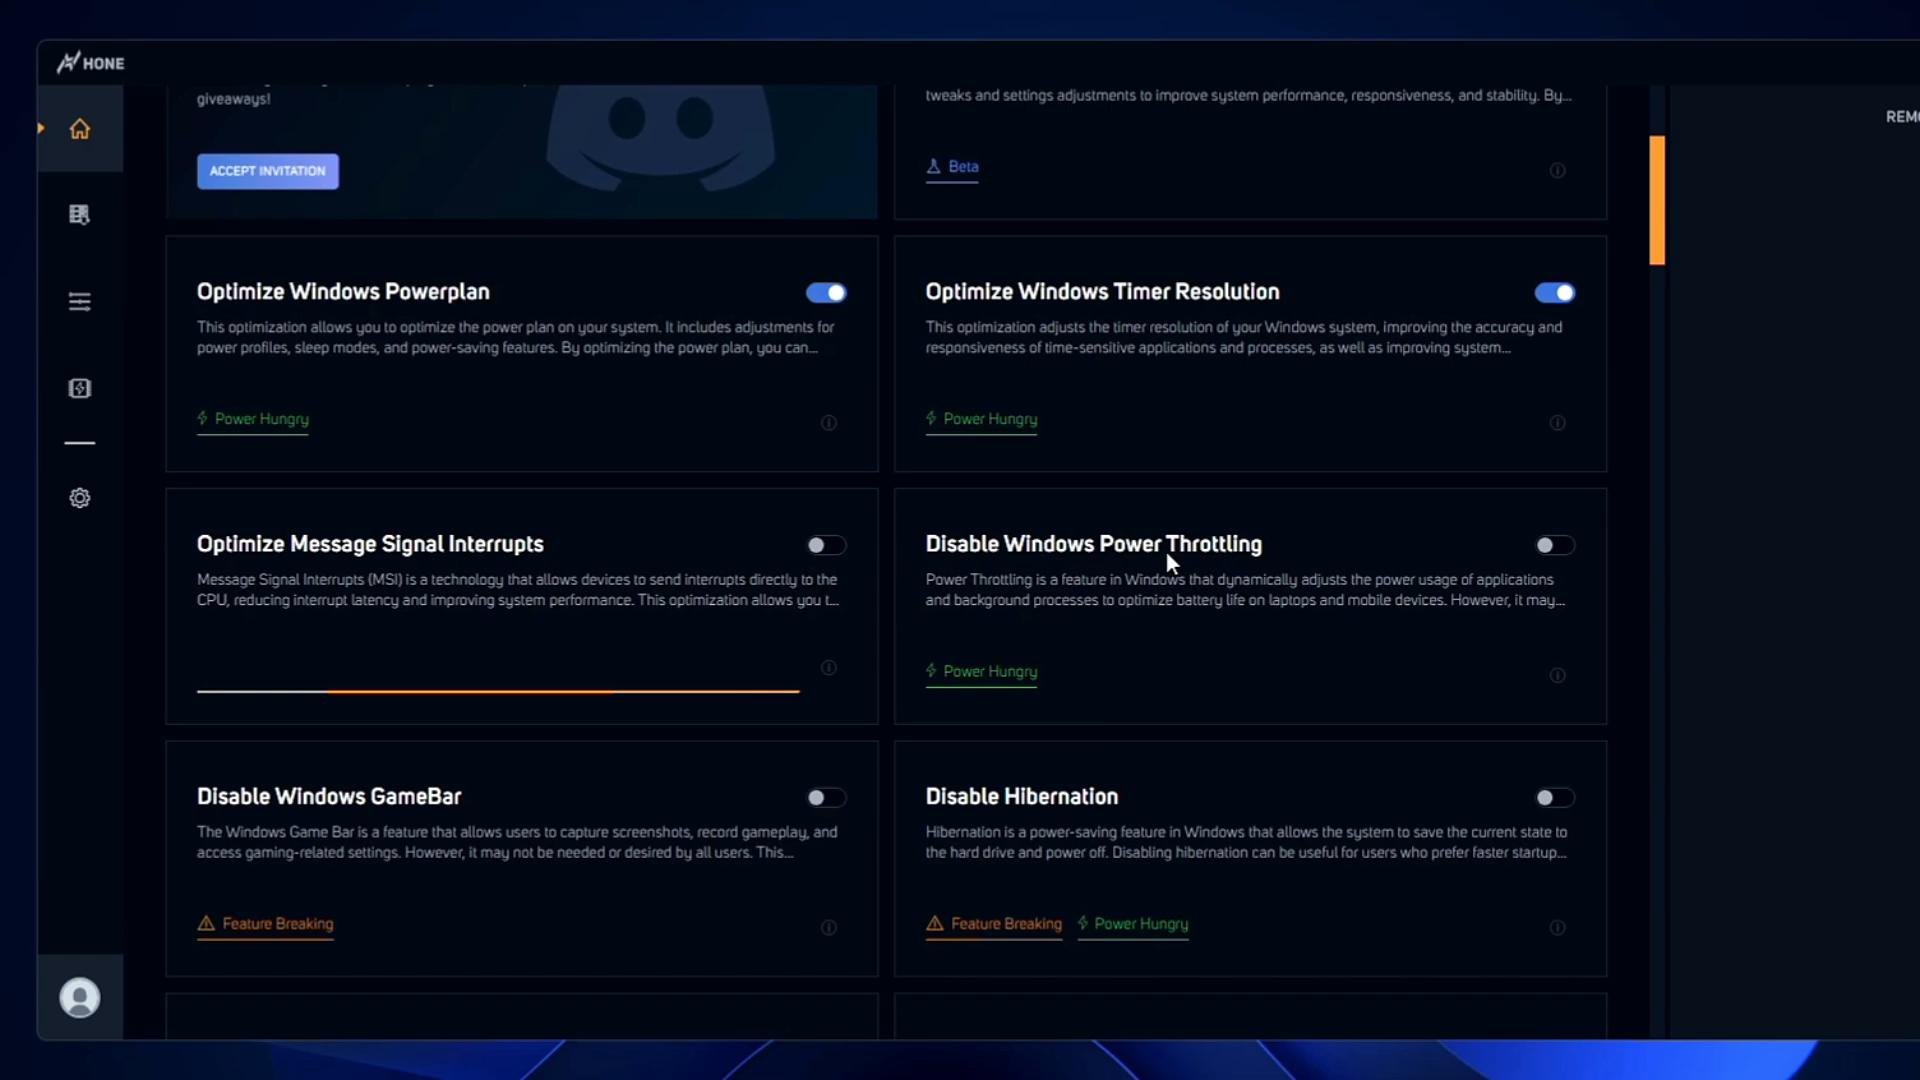 HONE
giveaways!
ACCEPT INVITATION
tweaks and settings adjustments to improve system performance, responsiveness, and stability. By...
Beta
REMO
Optimize Windows Powerplan
This optimization allows you to optimize the power plan on your system. It includes adjustments for
power profiles, sleep modes, and power-saving features. By optimizing the power plan, you can...
Power Hungry
Optimize Windows Timer Resolution
This optimization adjusts the timer resolution of your Windows system, improving the accuracy and
responsiveness of time-sensitive applications and processes, as well as improving system...
Power Hungry
Optimize Message Signal Interrupts
Message Signal Interrupts (MSI) is a technology that allows devices to send interrupts directly to the
CPU, reducing interrupt latency and improving system performance. This optimization allows you t...
Disable Windows Power Throttling
Power Throttling is a feature in Windows that dynamically adjusts the power usage of applications
and background processes to optimize battery life on laptops and mobile devices. However, it may...
Power Hungry
Disable Windows GameBar
The Windows Game Bar is a feature that allows users to capture screenshots, record gameplay, and
access gaming-related settings. However, it may not be needed or desired by all users. This...
Feature Breaking
Disable Hibernation
Hibernation is a power-saving feature in Windows that allows the system to save the current state to
the hard drive and power off. Disabling hibernation can be useful for users who prefer faster startup...
Feature Breaking Power Hungry